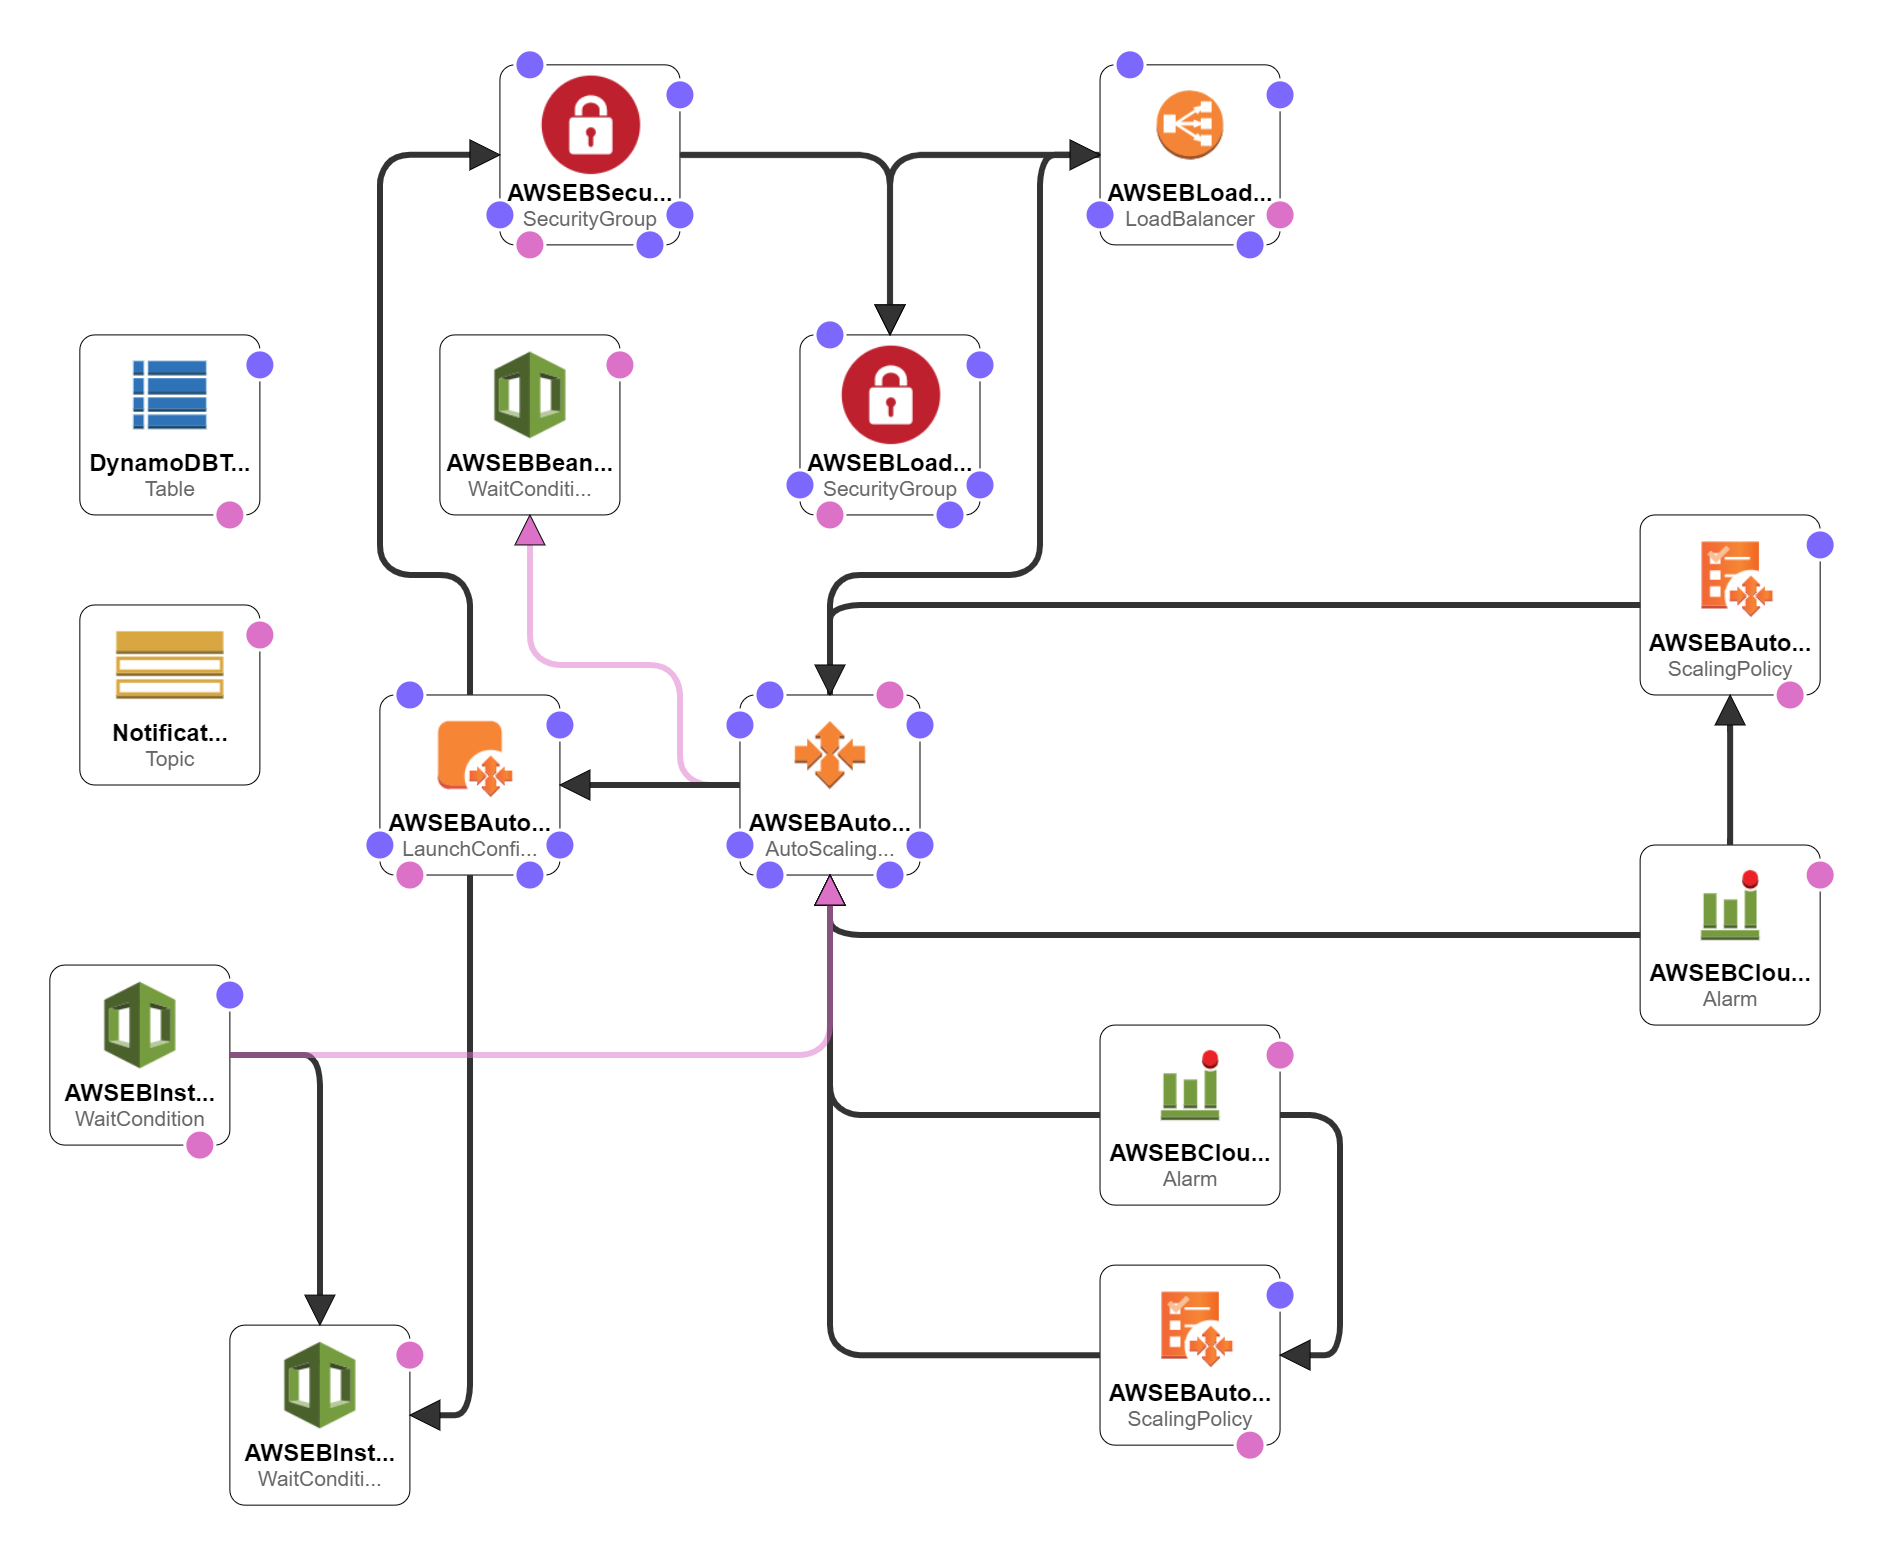 AWSEBSecu...
SecurityGroup
AWSEBLoad...
LoadBalancer
DynamoDBT...
Table
AWSEBBean...
WaitConditi...
AWSEBLoad...
SecurityGroup
AWSEBAuto...
ScalingPolicy
Notificat...
Topic
AWSEBAuto...
LaunchConfi...
AWSEBAuto...
AutoScaling...
AWSEBClou...
Alarm
AWSEBInst...
WaitCondition
AWSEBClou...
Alarm
AWSEBAuto...
ScalingPolicy
AWSEBInst...
WaitConditi...